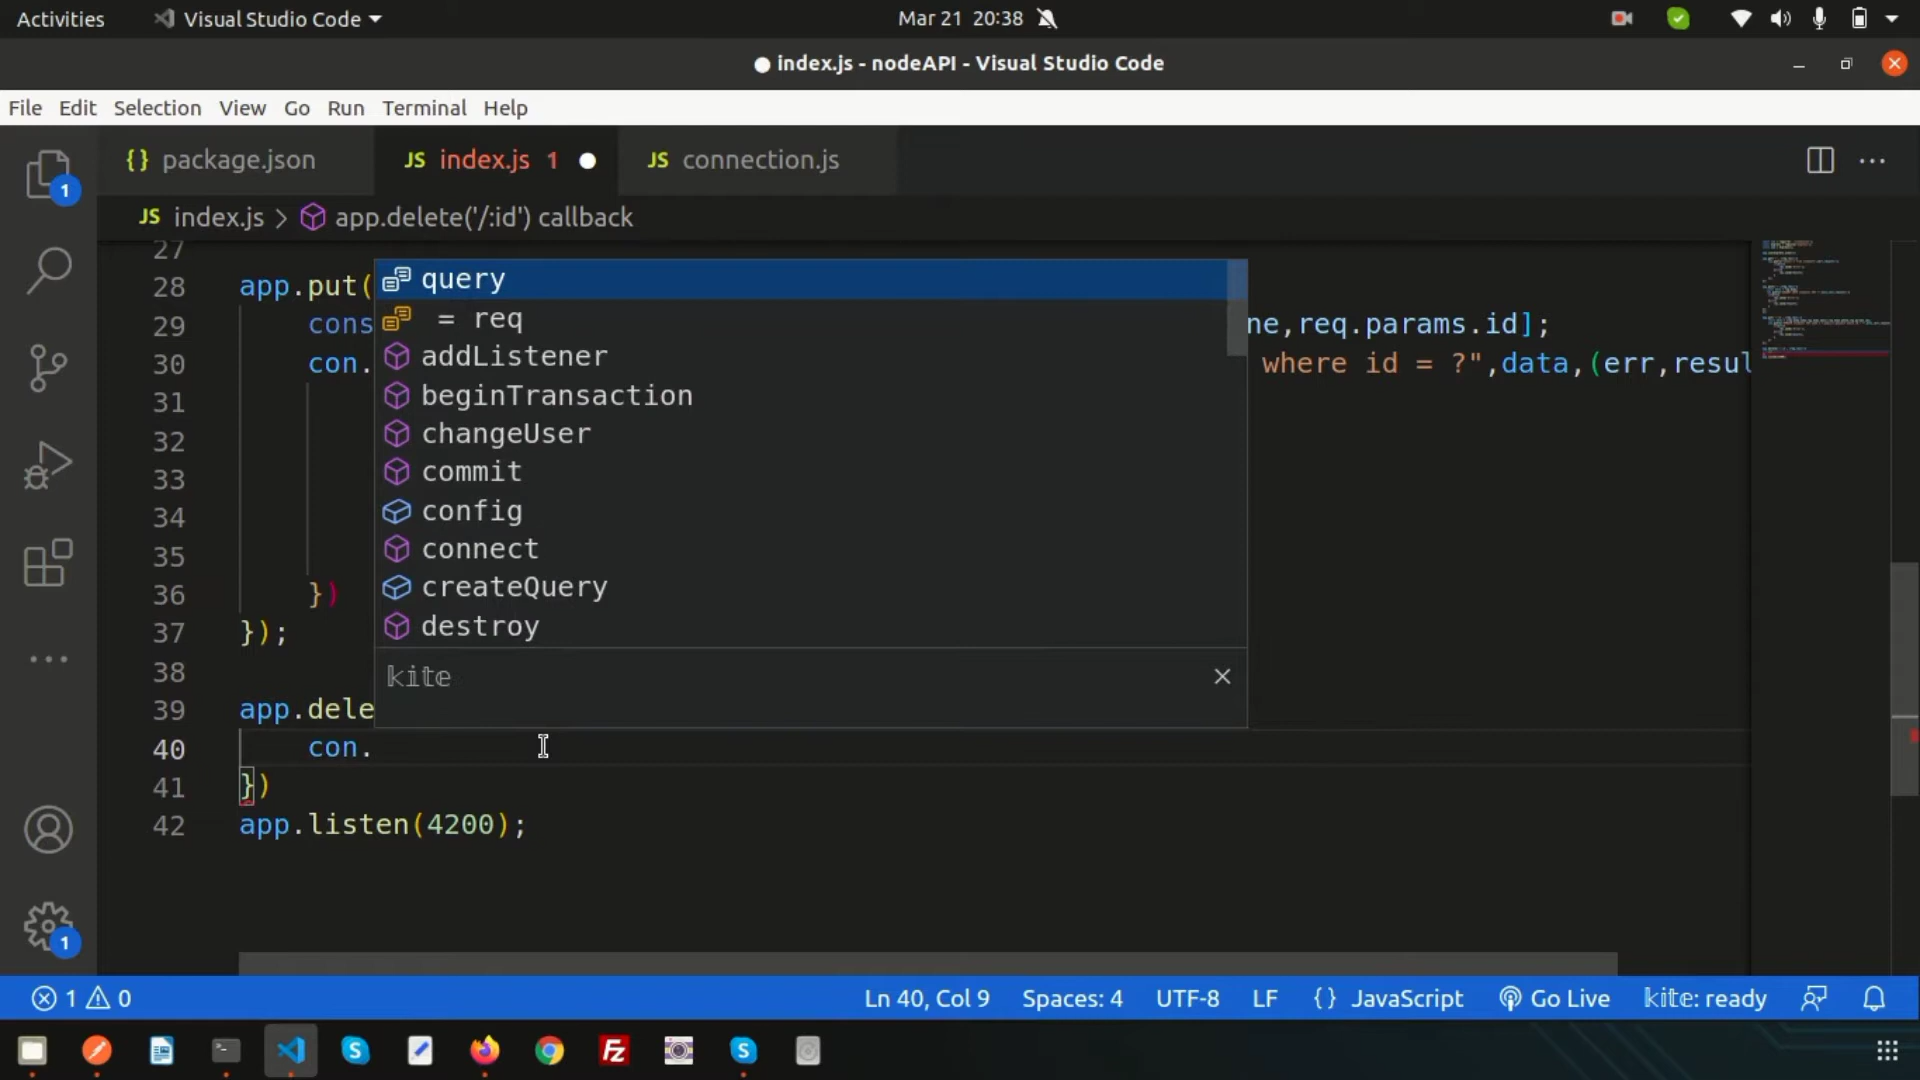 Activities
Visual Studio Code
Mar 21 20:38
index.js - nodeAPI - Visual Studio Code
File Edit Selection View Go Run Terminal Help
1
{} package.json
JS index.js 1
JS connection.js
JS index.js > app.delete('/:id') callback
27
28 app.put(
29 cons ne,req.params.id];
30 con. where id = ?",data,(err,resul
31
32
33
34
35
36 })
37 });
38
39 app.dele
40 con.
41 })
42 app.listen(4200);
query
= req
addListener
beginTransaction
changeUser
commit
config
connect
createQuery
destroy
kite
1
1 0
Ln 40, Col 9 Spaces: 4 UTF-8 LF {} JavaScript Go Live kite: ready